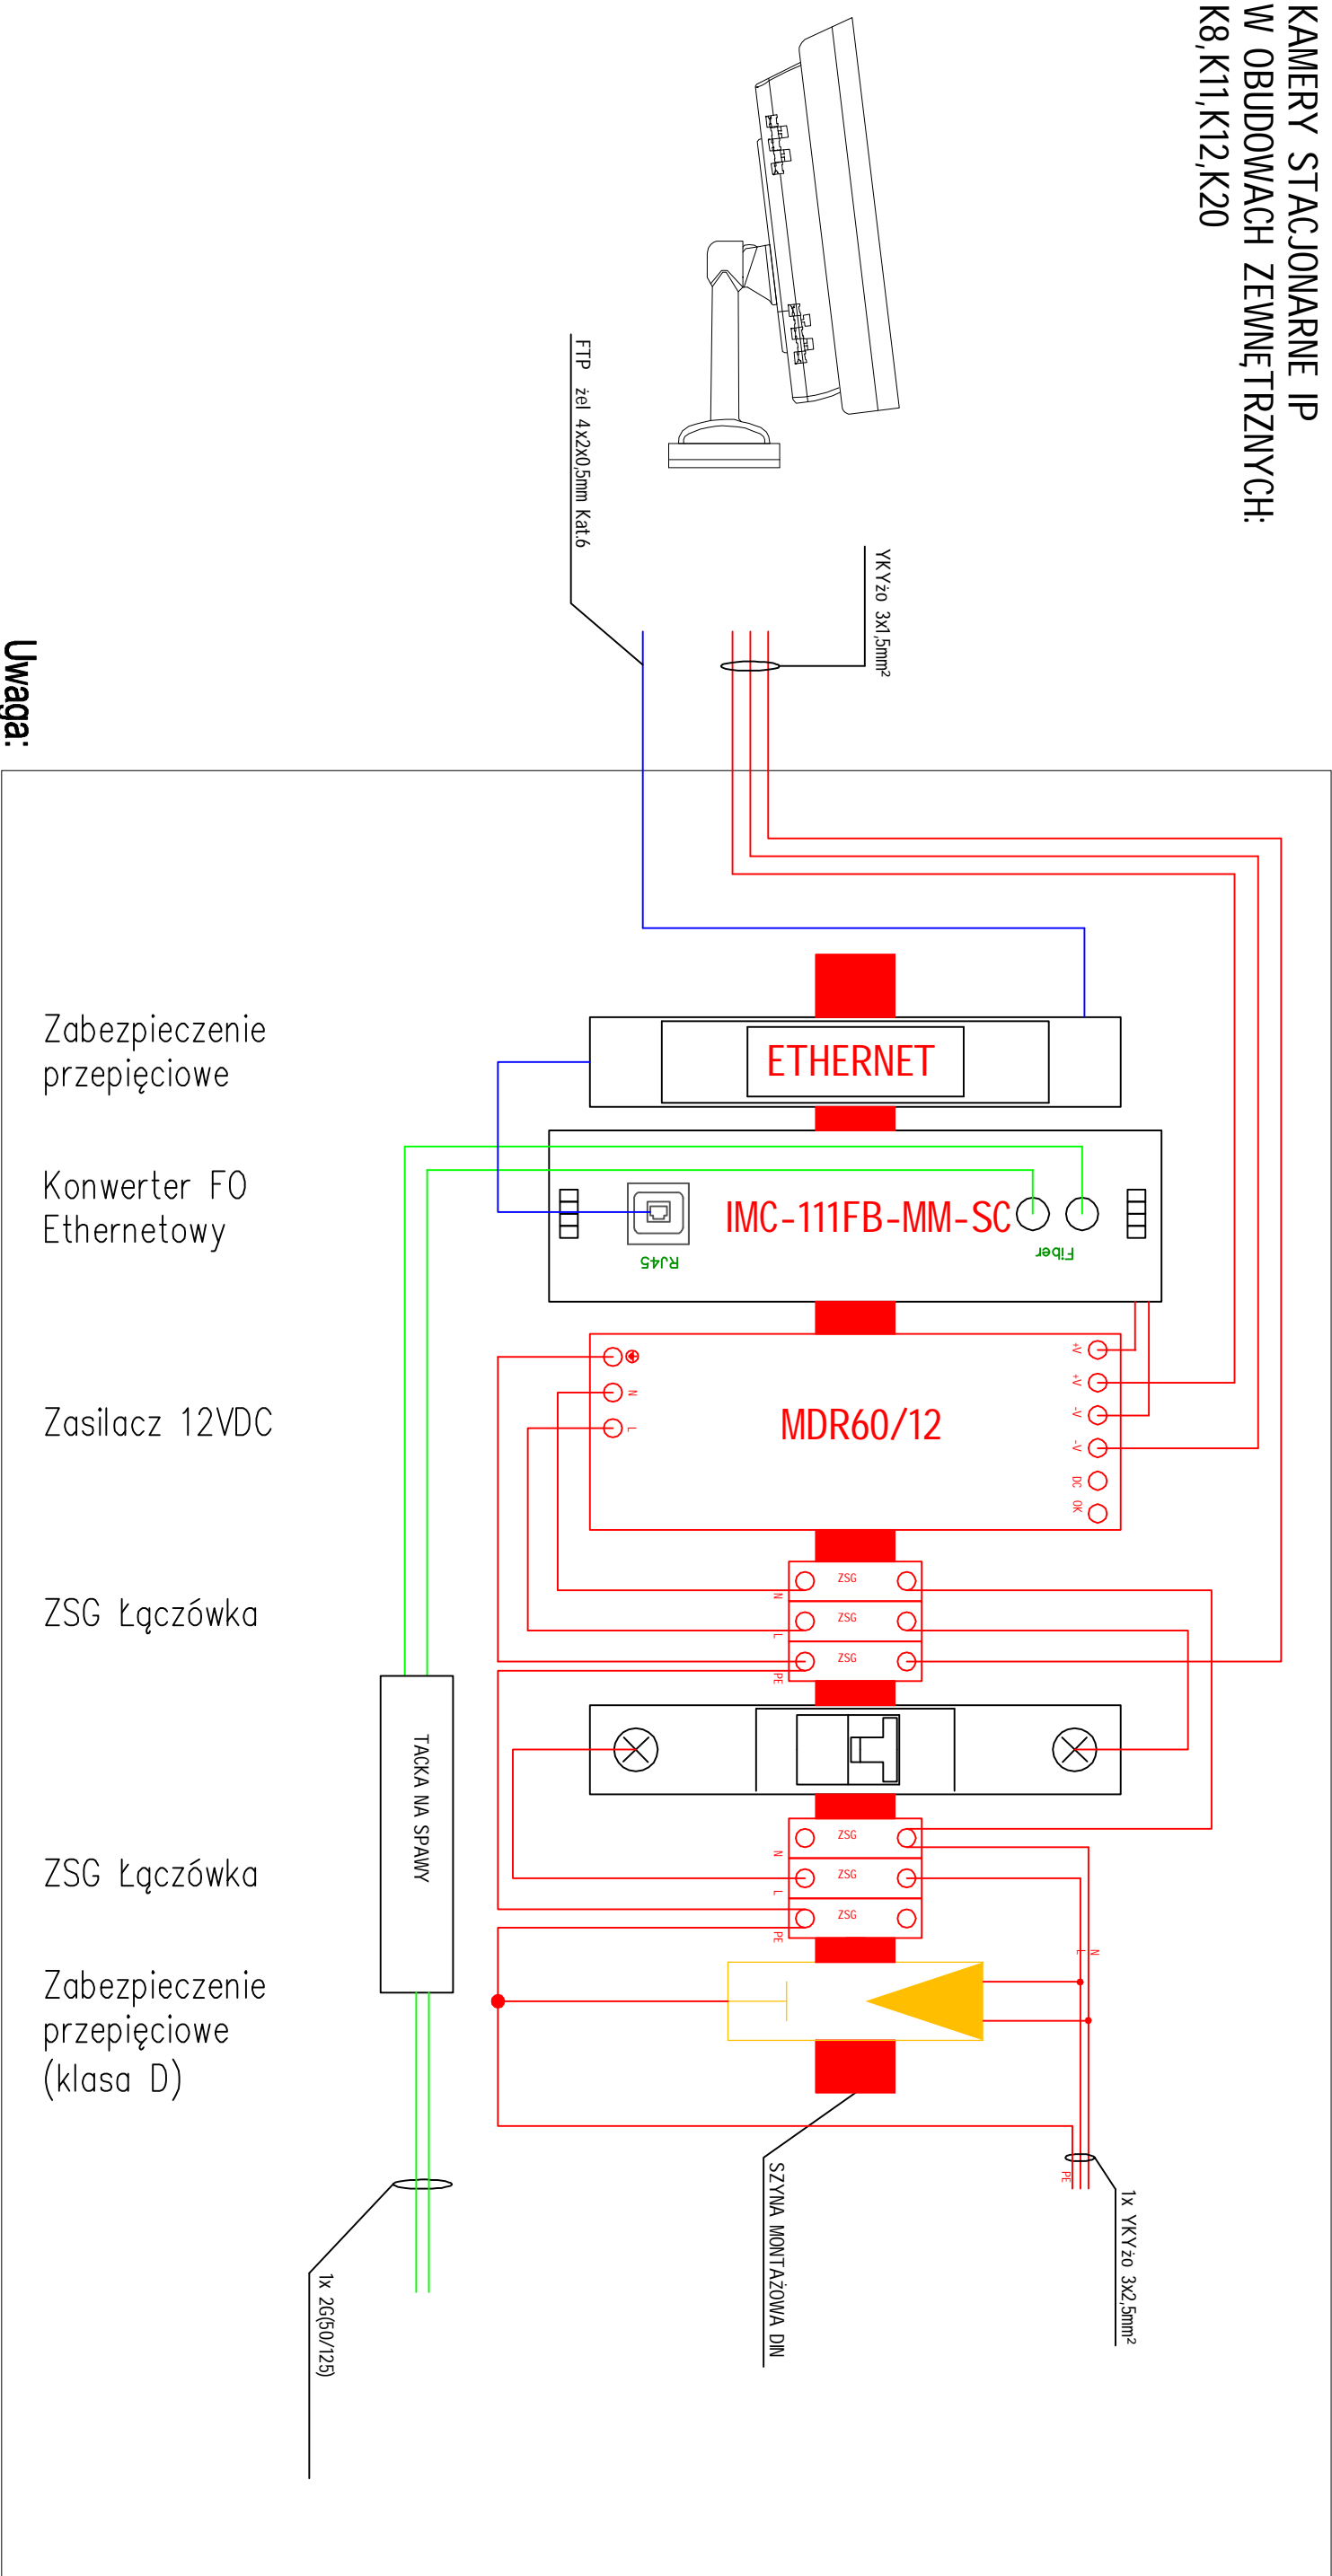 KAMERY STACJONARNE IP
W OBUDOWACH ZEWNĘTRZNYCH:
K8,K11,K12,K20
YKYżo 3x1,5mm²
FTP żel 4x2x0,5mm Kat.6
Uwaga:
Zabezpieczenie
przepięciowe
ETHERNET
Konwerter FO
Ethernetowy
IMC-111FB-MM-SC
RJ45
Fiber
Zasilacz 12VDC
MDR60/12
N
L
+V
+V
-V
-V
DC OK
ZSG Łączówka
ZSG
ZSG
ZSG
N
L
PE
TACKA NA SPAWY
ZSG Łączówka
ZSG
ZSG
ZSG
N
L
PE
N
L
PE
Zabezpieczenie
przepięciowe
(klasa D)
SZYNA MONTAŻOWA DIN
1x YKYżo 3x2,5mm²
1x 2G(50/125)